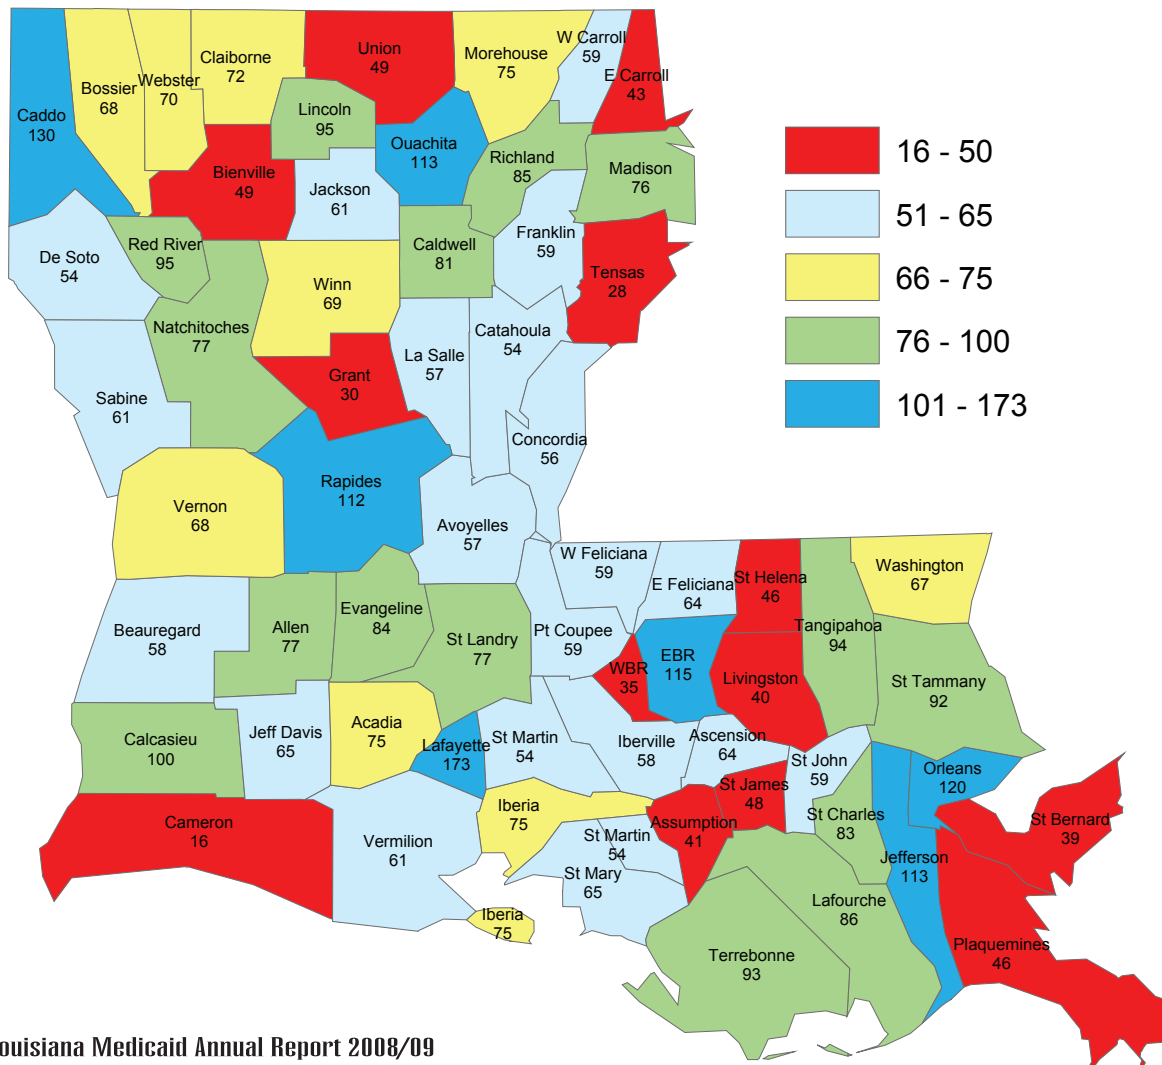 W Carroll
59
Union
49
Morehouse
75
Claiborne
72
E Carroll
43
Webster
70
Bossier
68
Lincoln
95
Caddo
130
Ouachita
113
16 - 50
Richland
85
Madison
76
Bienville
49
Jackson
61
51 - 65
Franklin
59
Red River
95
Caldwell
81
De Soto
54
Tensas
28
66 - 75
Winn
69
Natchitoches
77
Catahoula
54
76 - 100
La Salle
57
Grant
30
Sabine
61
101 - 173
Concordia
56
Rapides
112
Vernon
68
Avoyelles
57
W Feliciana
59
E Feliciana
64
St Helena
46
Washington
67
Evangeline
84
Beauregard
58
Allen
77
St Landry
77
Pt Coupee
59
Tangipahoa
94
EBR
115
WBR
35
Livingston
40
St Tammany
92
Acadia
75
Jeff Davis
65
Calcasieu
100
Lafayette
173
St Martin
54
Iberville
58
Ascension
64
St John
59
Orleans
120
St James
48
Iberia
75
St Charles
83
St Bernard
39
Cameron
16
Assumption
41
Vermilion
61
St Martin
54
Jefferson
113
St Mary
65
Lafourche
86
Iberia
75
Plaquemines
46
Terrebonne
93
ouisiana Medicaid Annual Report 2008/09